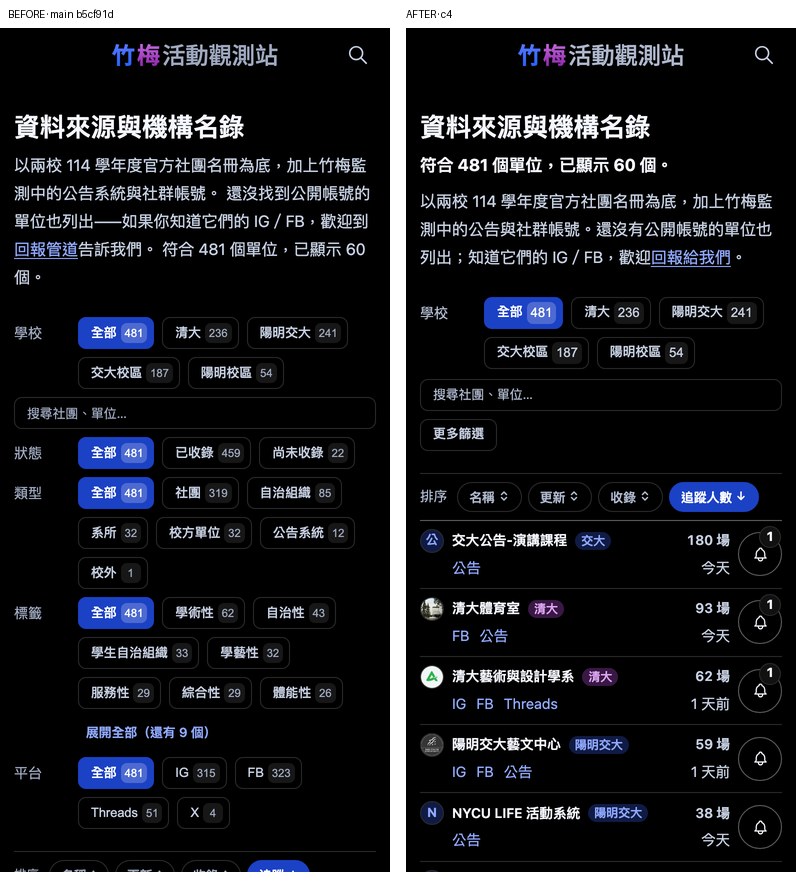 BEFORE · main b5cf91d
竹梅活動觀測站
資料來源與機構名錄
以兩校 114 學年度官方社團名冊為底，加上竹梅監
測中的公告系統與社群帳號。 還沒找到公開帳號的
單位也列出——如果你知道它們的 IG / FB，歡迎到
回報管道告訴我們。 符合 481 個單位，已顯示 60
個。
學校 全部 481 清大 236 陽明交大 241
交大校區 187 陽明校區 54
搜尋社團、單位...
狀態 全部 481 已收錄 459 尚未收錄 22
類型 全部 481 社團 319 自治組織 85
系所 32 校方單位 32 公告系統 12
校外 1
標籤 全部 481 學術性 62 自治性 43
學生自治組織 33 學藝性 32
服務性 29 綜合性 29 體能性 26
展開全部（還有 9 個）
平台 全部 481 IG 315 FB 323
Threads 51 X 4
AFTER · c4
竹梅活動觀測站
資料來源與機構名錄
符合 481 個單位，已顯示 60 個。
以兩校 114 學年度官方社團名冊為底，加上竹梅監
測中的公告與社群帳號。還沒有公開帳號的單位也
列出；知道它們的 IG / FB，歡迎回報給我們。
學校 全部 481 清大 236 陽明交大 241
交大校區 187 陽明校區 54
搜尋社團、單位...
更多篩選
排序 名稱 更新 收錄 追蹤人數 ↓
公 交大公告-演講課程 交大 180 場 1
公告 今天
清大體育室 清大 93 場 1
FB 公告 今天
清大藝術與設計學系 清大 62 場 1
IG FB Threads 1 天前
陽明交大藝文中心 陽明交大 59 場
IG FB 公告 1 天前
N NYCU LIFE 活動系統 陽明交大 38 場
公告 今天